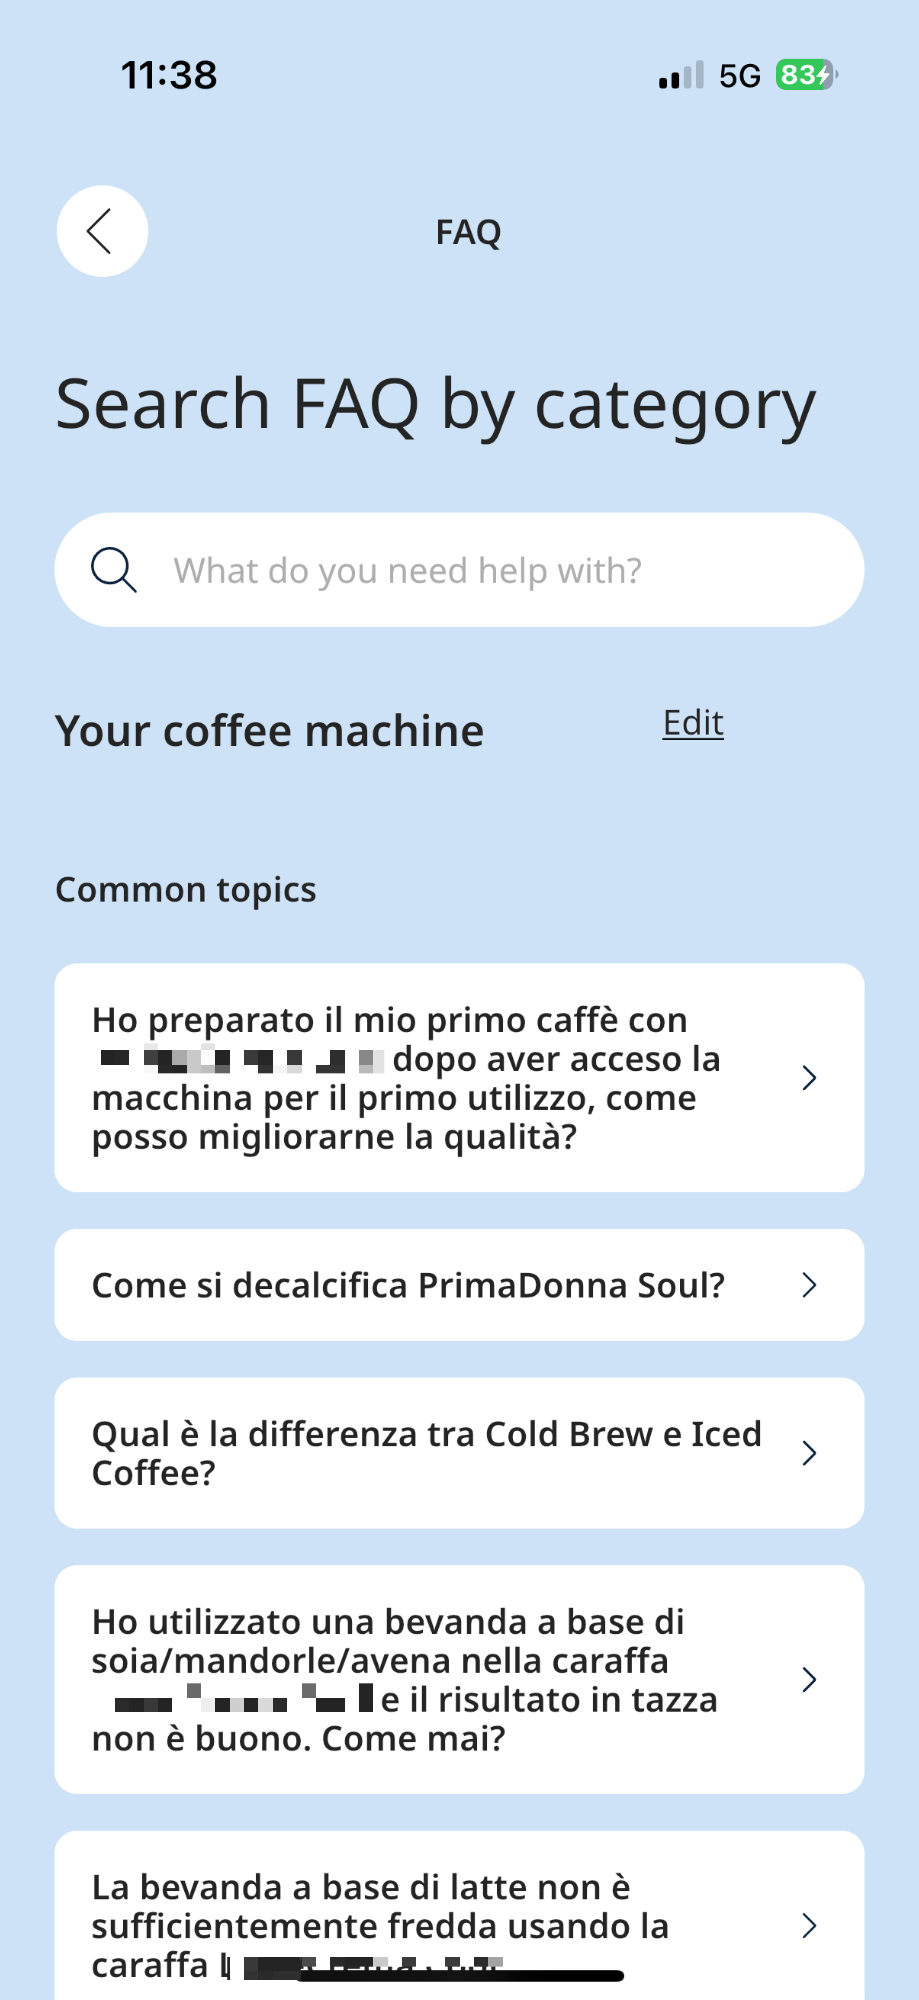 11:38
5G
83
FAQ
Search FAQ by category
What do you need help with?
Your coffee machine
Edit
Common topics
Ho preparato il mio primo caffè con
dopo aver acceso la
macchina per il primo utilizzo, come
posso migliorarne la qualità?
Come si decalcifica PrimaDonna Soul?
Qual è la differenza tra Cold Brew e Iced
Coffee?
Ho utilizzato una bevanda a base di
soia/mandorle/avena nella caraffa
e il risultato in tazza
non è buono. Come mai?
La bevanda a base di latte non è
sufficientemente fredda usando la
caraffa